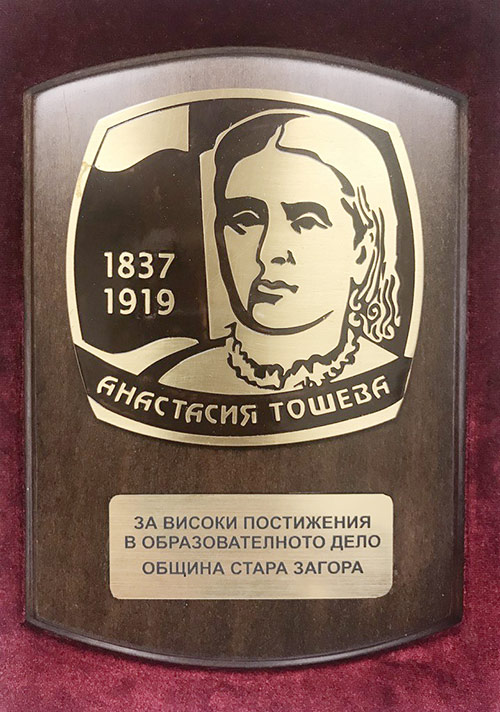 1837
1919
АНАСТАСИЯ ТОШЕВА
ЗА ВИСОКИ ПОСТИЖЕНИЯ
В ОБРАЗОВАТЕЛНОТО ДЕЛО
ОБЩИНА СТАРА ЗАГОРА